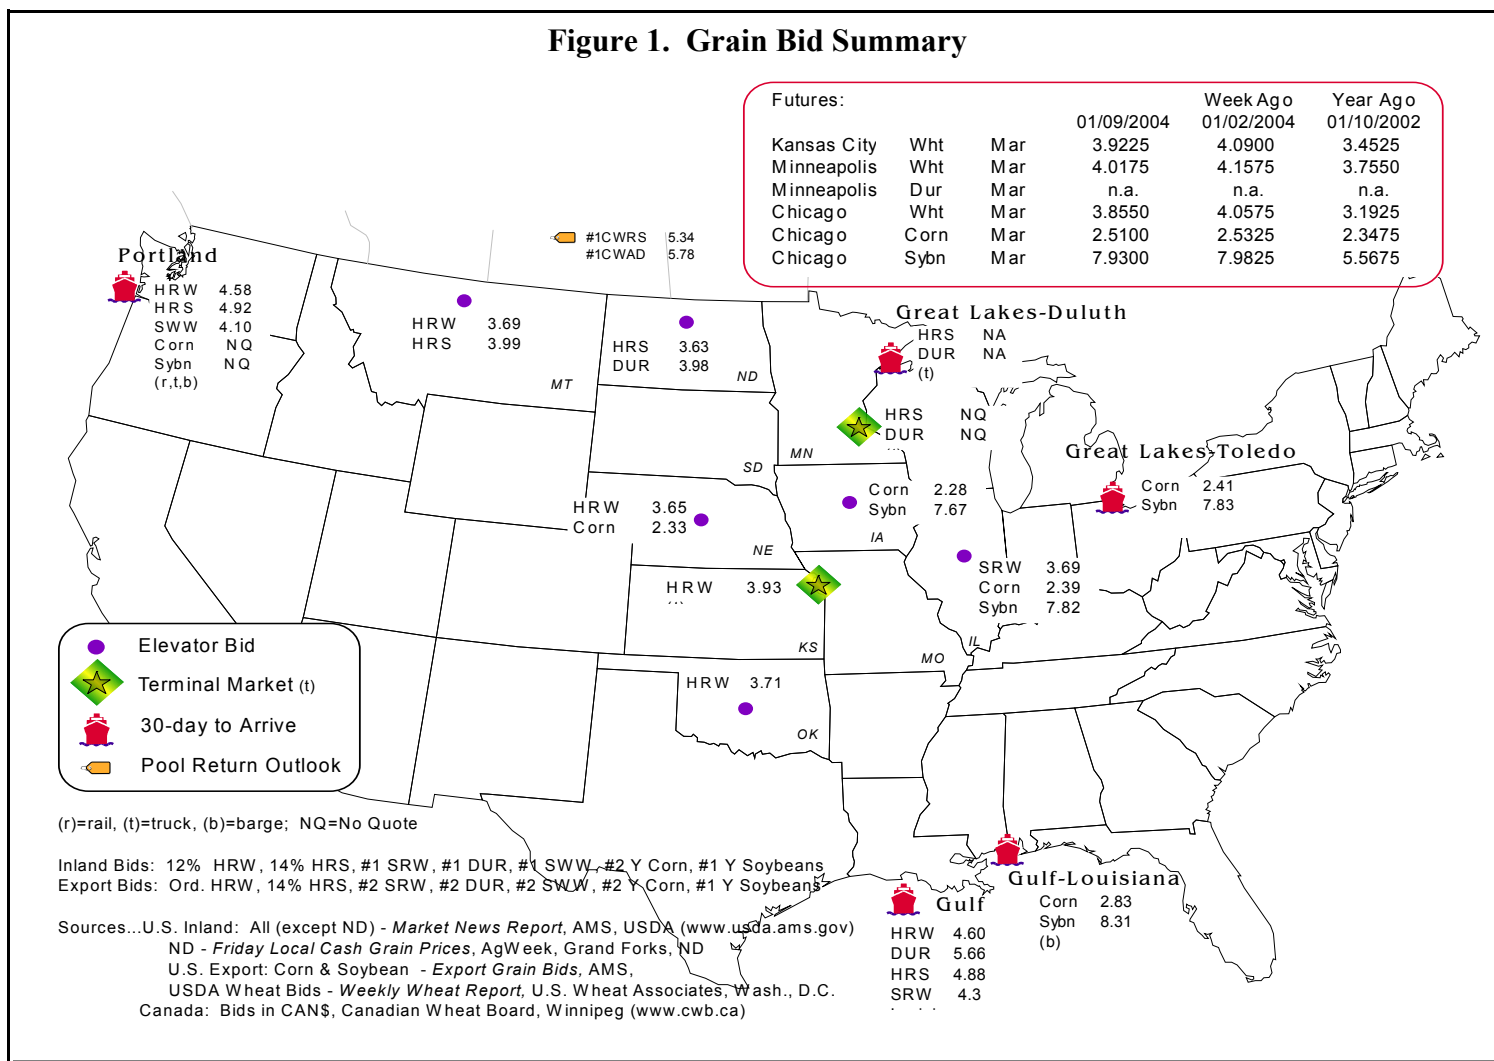 Figure 1.  Grain Bid Summary
Futures: Week Ago Year Ago
01/09/2004 01/02/2004 01/10/2002
Kansas City Wht Mar 3.9225 4.0900 3.4525
Minneapolis Wht Mar 4.0175 4.1575 3.7550
Minneapolis Dur Mar n.a. n.a. n.a.
Chicago Wht Mar 3.8550 4.0575 3.1925
Chicago Corn Mar 2.5100 2.5325 2.3475
Chicago Sybn Mar 7.9300 7.9825 5.5675
#1CWRS 5.34
#1CWAD 5.78
Portland
HRW 4.58
HRS 4.92
SWW 4.10
Corn NQ
Sybn NQ
(r,t,b)
HRW 3.69
HRS 3.99
MT
HRS 3.63
DUR 3.98
ND
Great Lakes-Duluth
HRS NA
DUR NA
(t)
HRS NQ
DUR NQ
MN
SD
Great Lakes-Toledo
Corn 2.41
Sybn 7.83
HRW 3.65
Corn 2.33
NE
Corn 2.28
Sybn 7.67
IA
SRW 3.69
Corn 2.39
Sybn 7.82
IL
HRW 3.93
KS
MO
HRW 3.71
OK
Elevator Bid
Terminal Market (t)
30-day to Arrive
Pool Return Outlook
Gulf-Louisiana
Corn 2.83
Sybn 8.31
(b)
Gulf
HRW 4.60
DUR 5.66
HRS 4.88
SRW 4.3
(r)=rail, (t)=truck, (b)=barge;  NQ=No Quote
Inland Bids:  12%  HRW, 14% HRS, #1 SRW, #1 DUR, #1 SWW, #2 Y Corn, #1 Y Soybeans
Export Bids:  Ord. HRW, 14% HRS, #2 SRW, #2 DUR, #2 SWW, #2 Y Corn, #1 Y Soybeans
Sources...U.S. Inland:  All (except ND) - Market News Report, AMS, USDA (www.usda.ams.gov)
ND - Friday Local Cash Grain Prices, AgWeek, Grand Forks, ND
U.S. Export: Corn & Soybean  - Export Grain Bids, AMS,
USDA Wheat Bids - Weekly Wheat Report, U.S. Wheat Associates, Wash., D.C.
Canada:  Bids in CAN$, Canadian Wheat Board, Winnipeg (www.cwb.ca)